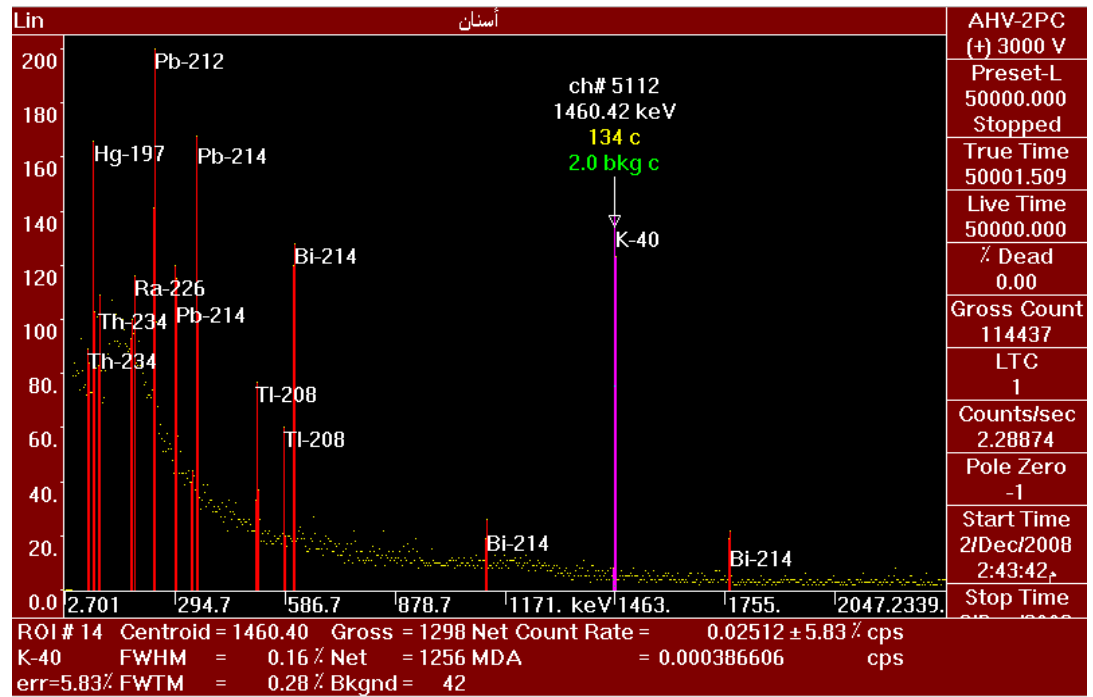 Lin
أسنان
200
180
160
140
120
100
80.
60.
40.
20.
0.0
Pb-212
Hg-197
Pb-214
Ra-226
Th-234
Pb-214
Th-234
Bi-214
Tl-208
Tl-208
ch# 5112
1460.42 keV
134 c
2.0 bkg c
K-40
Bi-214
Bi-214
2.701 294.7 586.7 878.7 1171. keV 1463. 1755. 2047.2339.
AHV-2PC
(+) 3000 V
Preset-L
50000.000
Stopped
True Time
50001.509
Live Time
50000.000
% Dead
0.00
Gross Count
114437
LTC
1
Counts/sec
2.28874
Pole Zero
-1
Start Time
2/Dec/2008
2:43:42م
Stop Time
ROI# 14 Centroid = 1460.40 Gross = 1298 Net Count Rate = 0.02512 ± 5.83 % cps
K-40 FWHM = 0.16 % Net = 1256 MDA = 0.000386606 cps
err=5.83% FWTM = 0.28 % Bkgnd = 42